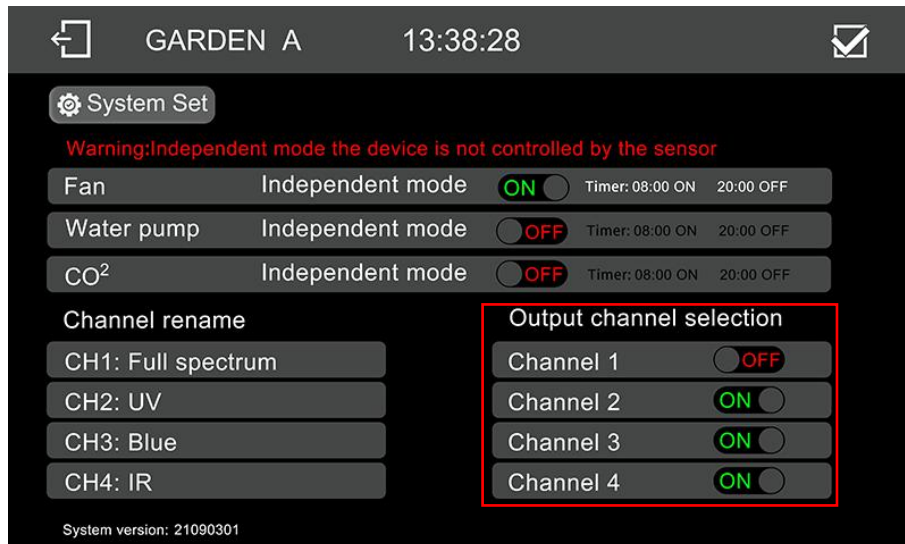 GARDEN A 13:38:28
System Set
Warning:Independent mode the device is not controlled by the sensor
Fan Independent mode ON Timer: 08:00 ON 20:00 OFF
Water pump Independent mode OFF Timer: 08:00 ON 20:00 OFF
CO² Independent mode OFF Timer: 08:00 ON 20:00 OFF
Channel rename
CH1: Full spectrum
CH2: UV
CH3: Blue
CH4: IR
Output channel selection
Channel 1 OFF
Channel 2 ON
Channel 3 ON
Channel 4 ON
System version: 21090301